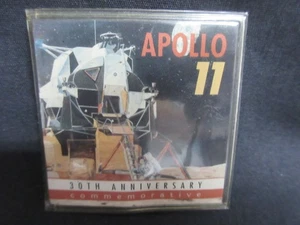 APOLLO
11
30TH ANNIVERSARY
commemorative